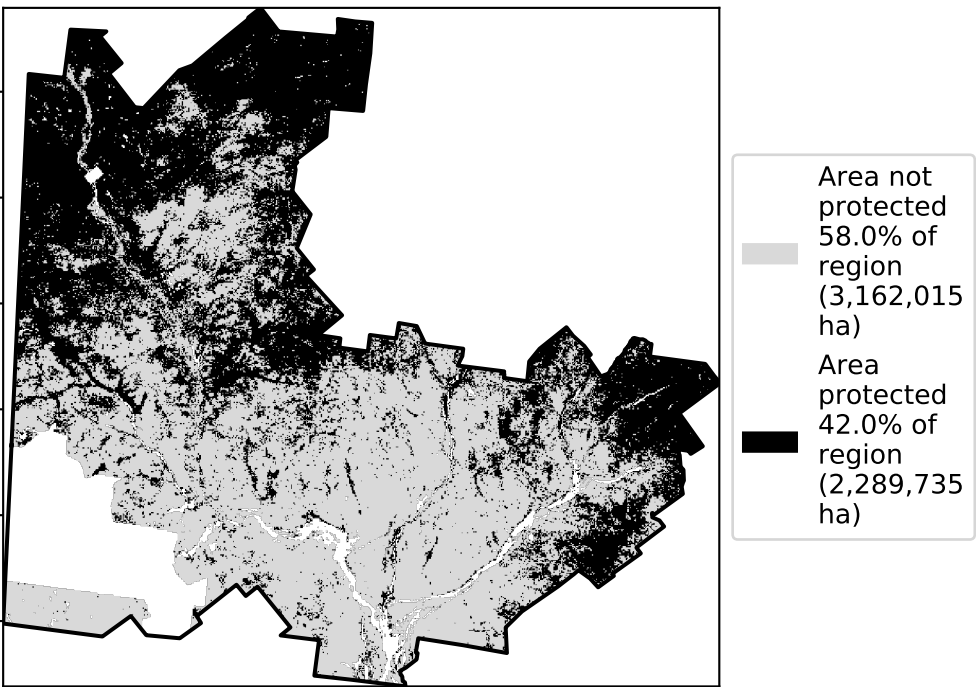 Area not
protected
58.0% of
region
(3,162,015
ha)
Area
protected
42.0% of
region
(2,289,735
ha)